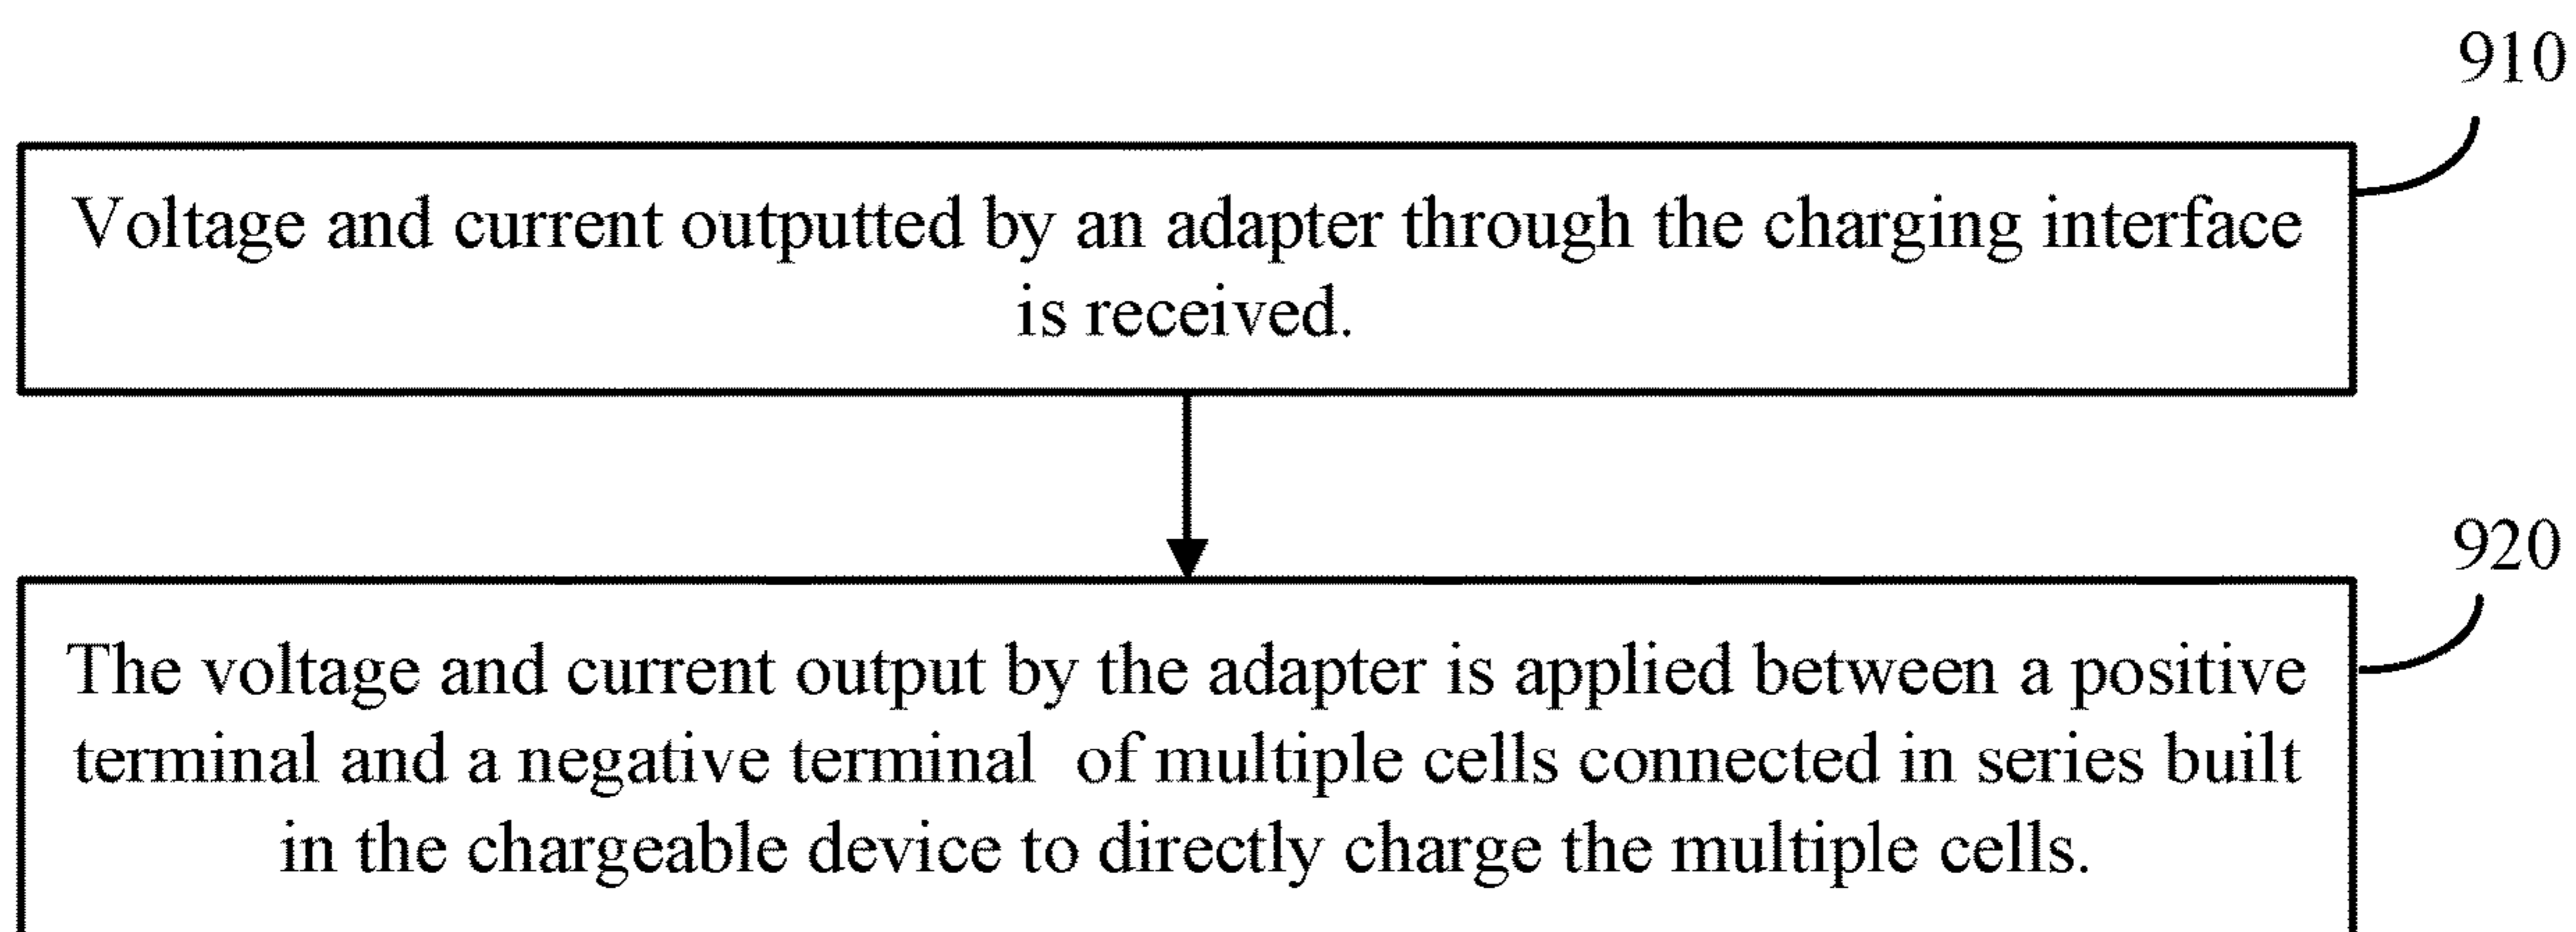 910
Voltage and current outputted by an adapter through the charging interface
is received.
920
The voltage and current output by the adapter is applied between a positive
terminal and a negative terminal of multiple cells connected in series built
in the chargeable device to directly charge the multiple cells.